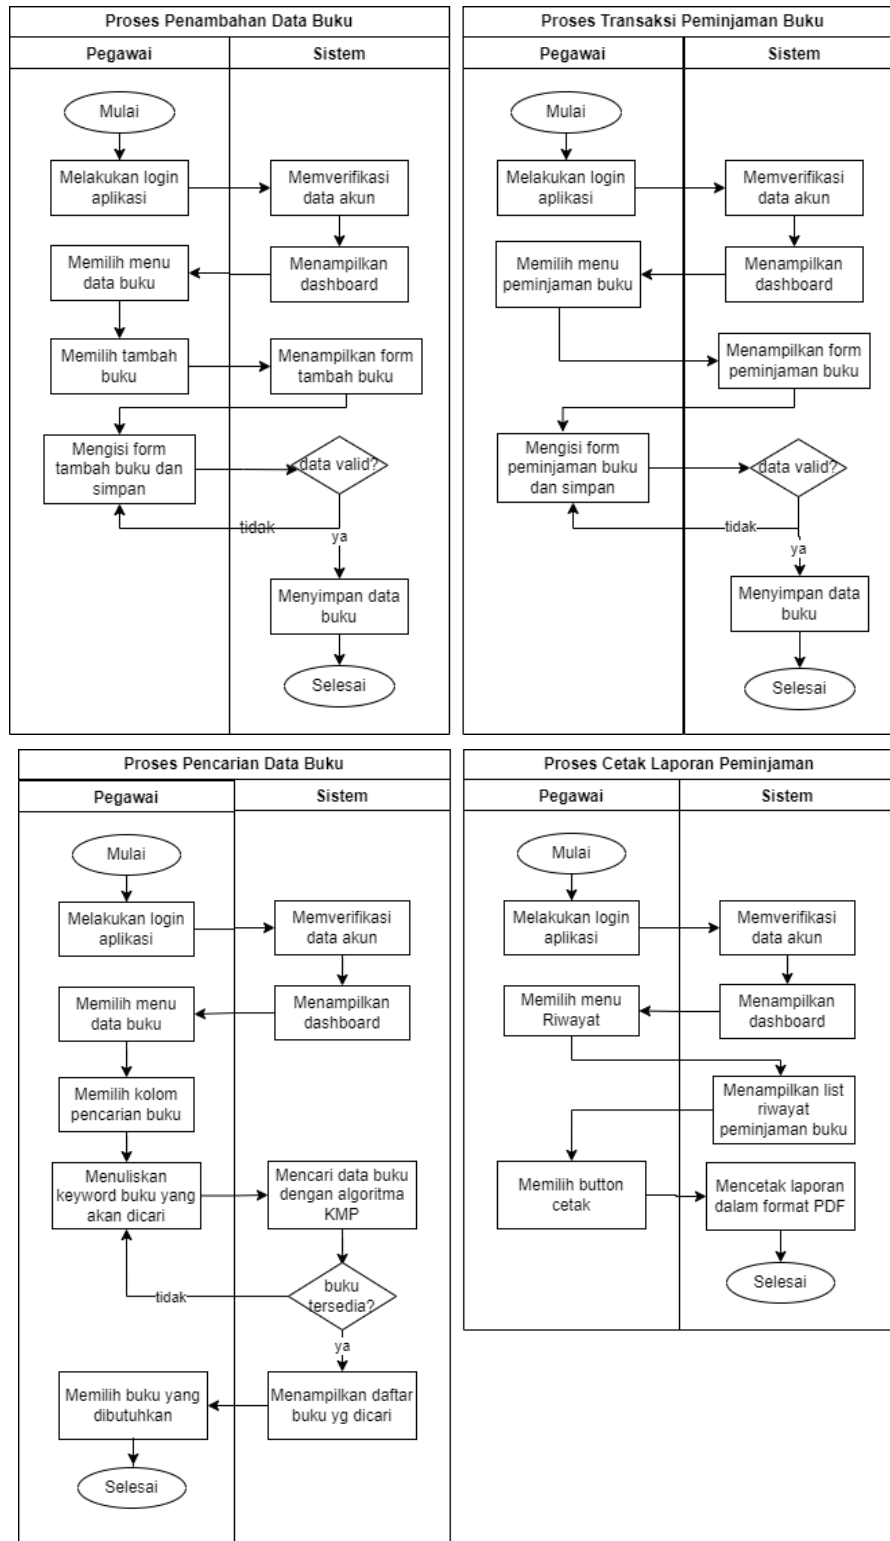 Proses Penambahan Data Buku
Pegawai
Sistem
Mulai
Melakukan login
aplikasi
Memverifikasi
data akun
Memilih menu
data buku
Menampilkan
dashboard
Memilih tambah
buku
Menampilkan form
tambah buku
Mengisi form
tambah buku dan
simpan
data valid?
tidak
ya
Menyimpan data
buku
Selesai
Proses Transaksi Peminjaman Buku
Pegawai
Sistem
Mulai
Melakukan login
aplikasi
Memverifikasi
data akun
Memilih menu
peminjaman buku
Menampilkan
dashboard
Menampilkan form
peminjaman buku
Mengisi form
peminjaman buku
dan simpan
data valid?
tidak
ya
Menyimpan data
buku
Selesai
Proses Pencarian Data Buku
Pegawai
Sistem
Mulai
Melakukan login
aplikasi
Memverifikasi
data akun
Memilih menu
data buku
Menampilkan
dashboard
Memilih kolom
pencarian buku
Menuliskan
keyword buku yang
akan dicari
Mencari data buku
dengan algoritma
KMP
buku
tersedia?
tidak
ya
Memilih buku yang
dibutuhkan
Menampilkan daftar
buku yg dicari
Selesai
Proses Cetak Laporan Peminjaman
Pegawai
Sistem
Mulai
Melakukan login
aplikasi
Memverifikasi
data akun
Memilih menu
Riwayat
Menampilkan
dashboard
Menampilkan list
riwayat
peminjaman buku
Memilih button
cetak
Mencetak laporan
dalam format PDF
Selesai